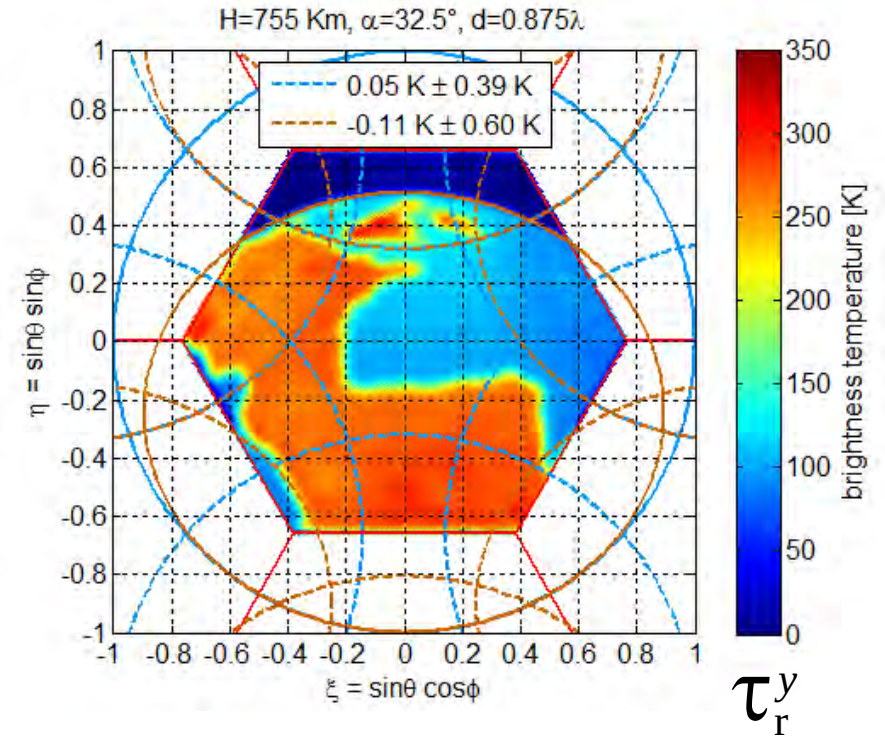 H=755 Km, α=32.5°, d=0.875λ
0.05 K ± 0.39 K
-0.11 K ± 0.60 K
1
0.8
0.6
0.4
0.2
0
-0.2
-0.4
-0.6
-0.8
-1
η = sinθ sinϕ
-1 -0.8 -0.6 -0.4 -0.2 0 0.2 0.4 0.6 0.8 1
ξ = sinθ cosϕ
350
300
250
200
150
100
50
0
brightness temperature [K]
τ_r^y